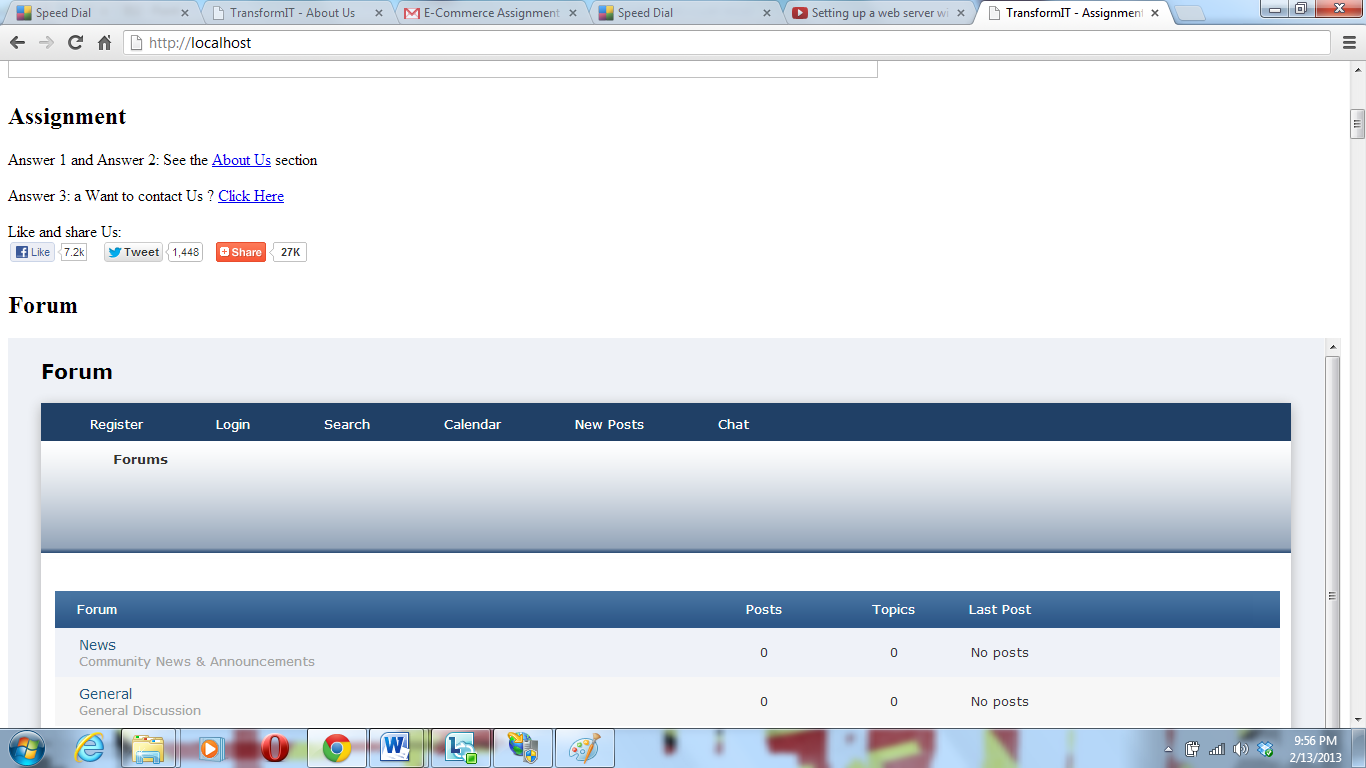 Speed Dial
TransformIT - About Us
E-Commerce Assignment
Speed Dial
Setting up a web server wi
TransformIT - Assignment
http://localhost
Assignment
Answer 1 and Answer 2: See the About Us section
Answer 3: a Want to contact Us ? Click Here
Like and share Us:
Like 7.2k Tweet 1,448 Share 27K
Forum
Forum
Register Login Search Calendar New Posts Chat
Forums
Forum Posts Topics Last Post
News
Community News & Announcements
0 0 No posts
General
General Discussion
0 0 No posts
9:56 PM
2/13/2013